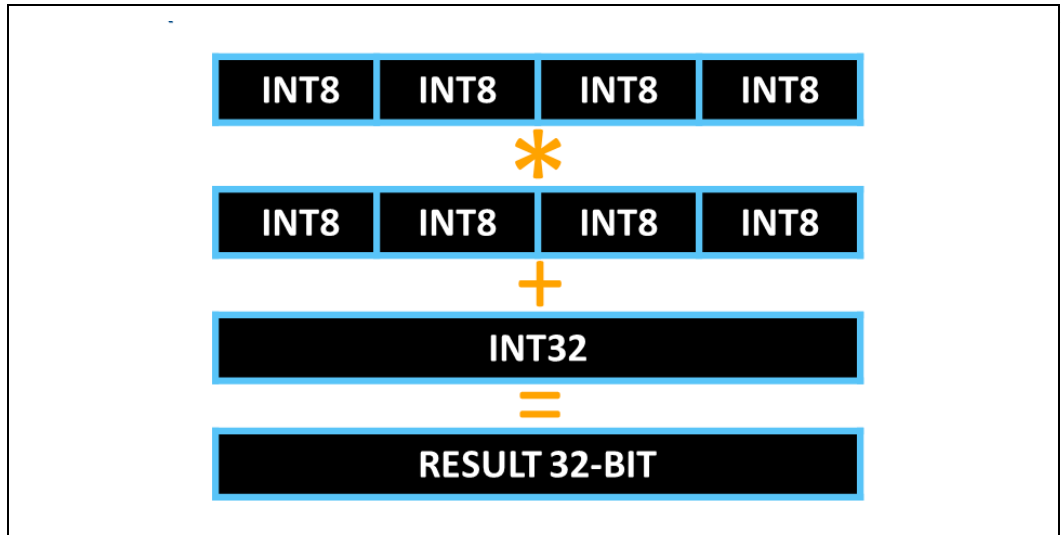 INT8 INT8 INT8 INT8
*
INT8 INT8 INT8 INT8
+
INT32
=
RESULT 32-BIT